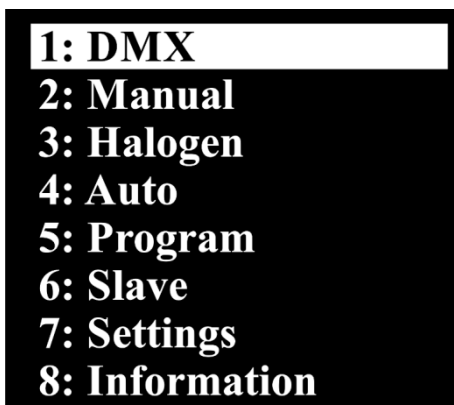 1: DMX
2: Manual
3: Halogen
4: Auto
5: Program
6: Slave
7: Settings
8: Information